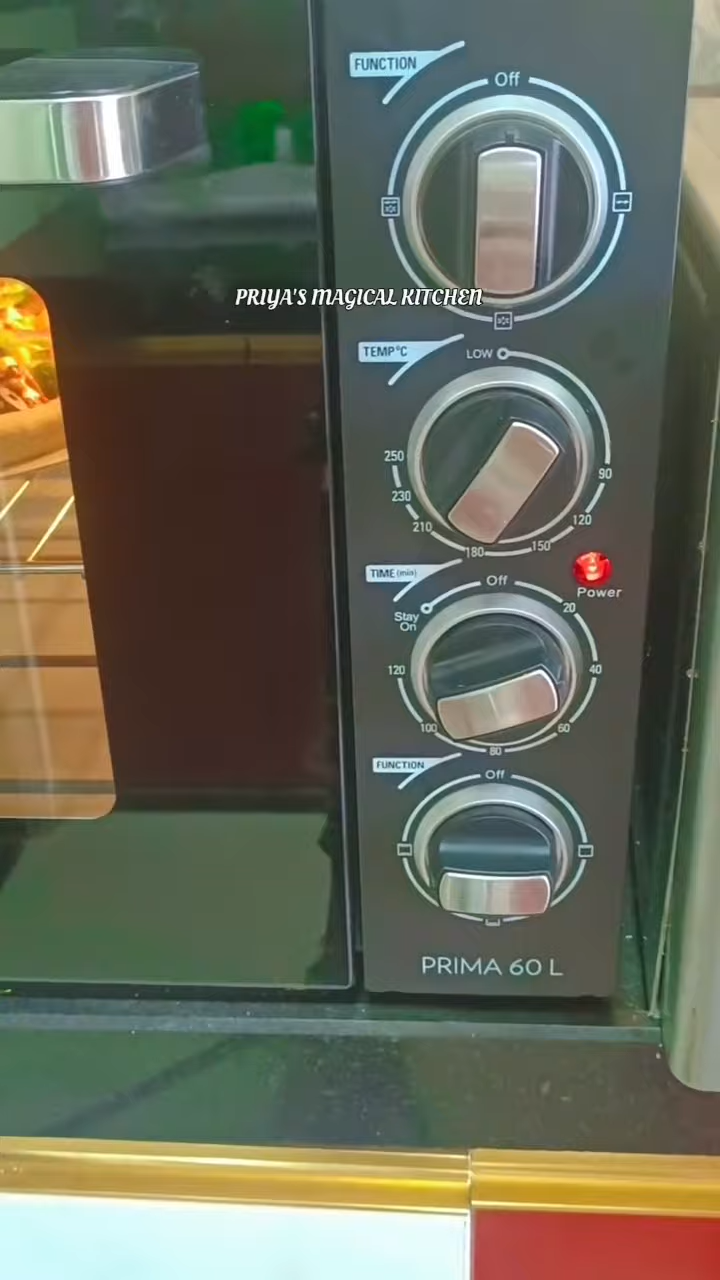 FUNCTION
Off
PRIYA'S MAGICAL KITCHEN
TEMP°C
LOW
250
90
230
120
210
150
180
TIME (min)
Off
Power
Stay
On
20
120
40
100
60
80
FUNCTION
Off
PRIMA 60 L